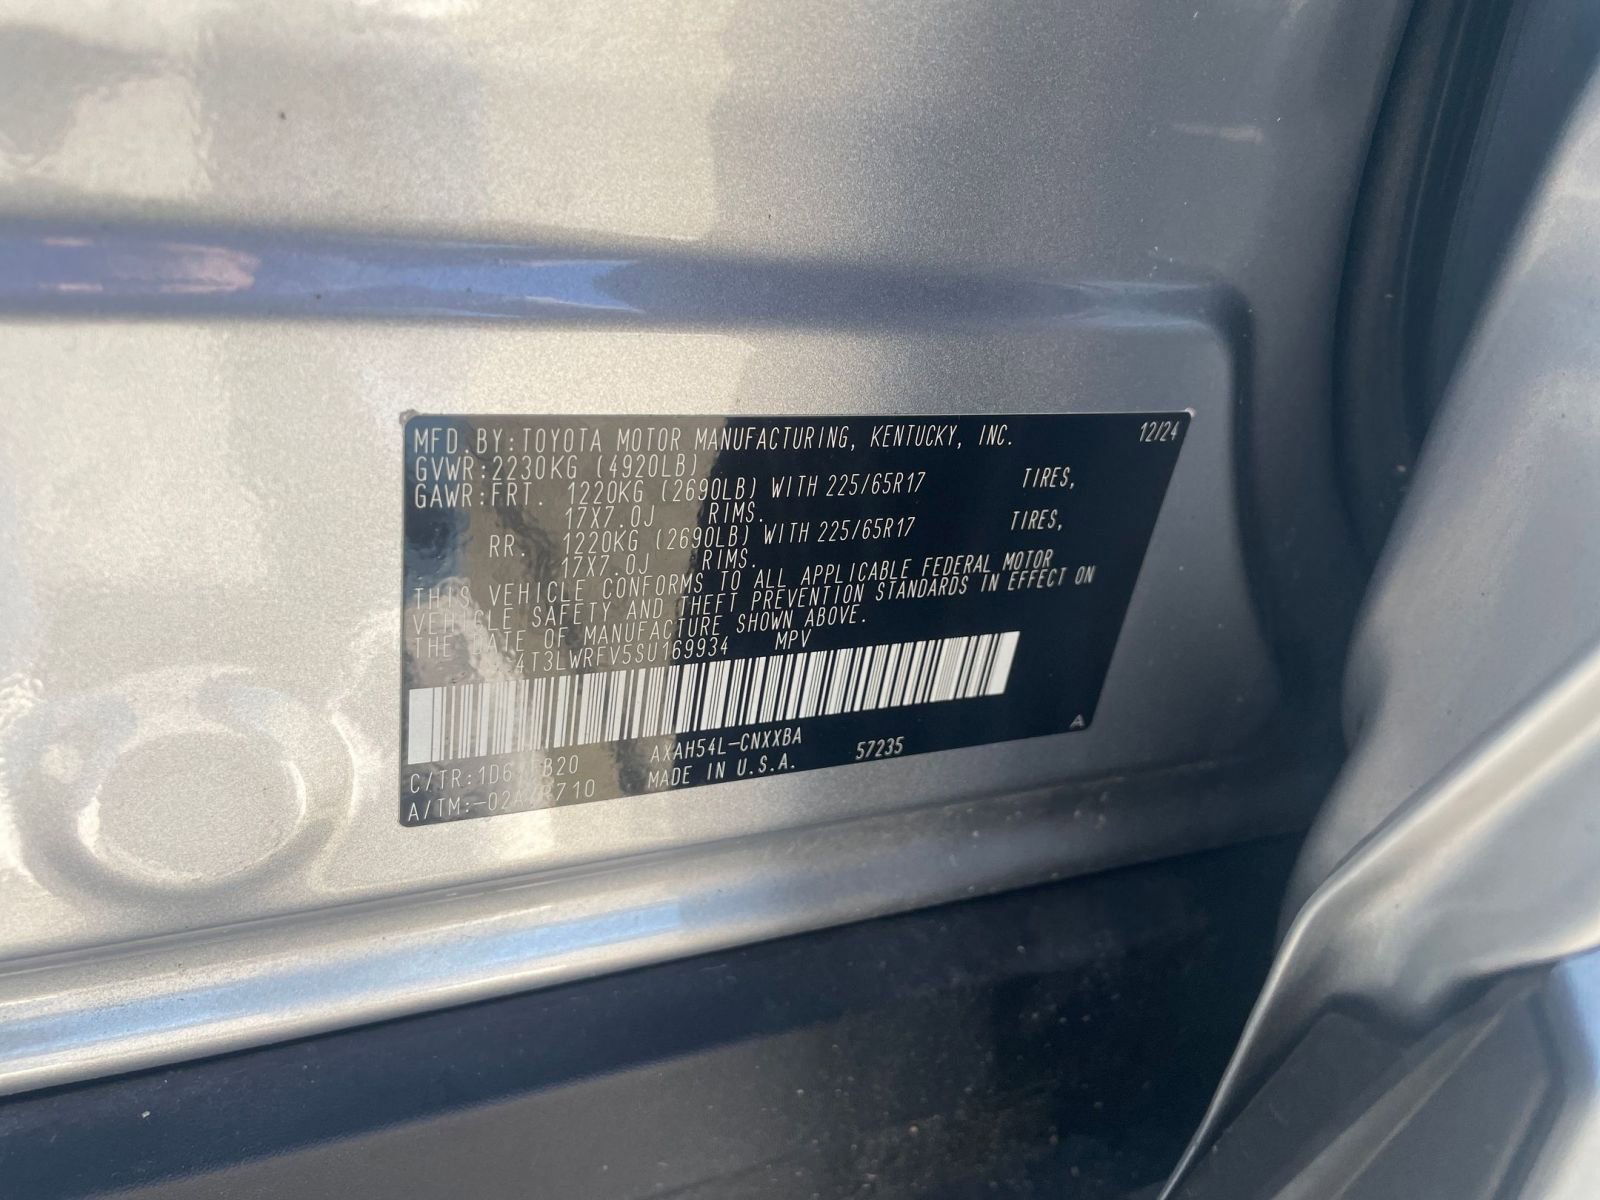 MFD.BY:TOYOTA MOTOR MANUFACTURING, KENTUCKY, INC. 12/24
GVWR:2230KG (4920LB)
GAWR:FRT. 1220KG (2690LB) WITH 225/65R17 TIRES,
17X7.0J RIMS.
RR. 1220KG (2690LB) WITH 225/65R17 TIRES,
17X7.0J RIMS.
THIS VEHICLE CONFORMS TO ALL APPLICABLE FEDERAL MOTOR
VEHICLE SAFETY AND THEFT PREVENTION STANDARDS IN EFFECT ON
THE DATE OF MANUFACTURE SHOWN ABOVE.
4T3LWRFV5SU169934 MPV
A
AXAH54L-CNXXBA 57235
C/TR: MADE IN U.S.A.
A/TM: